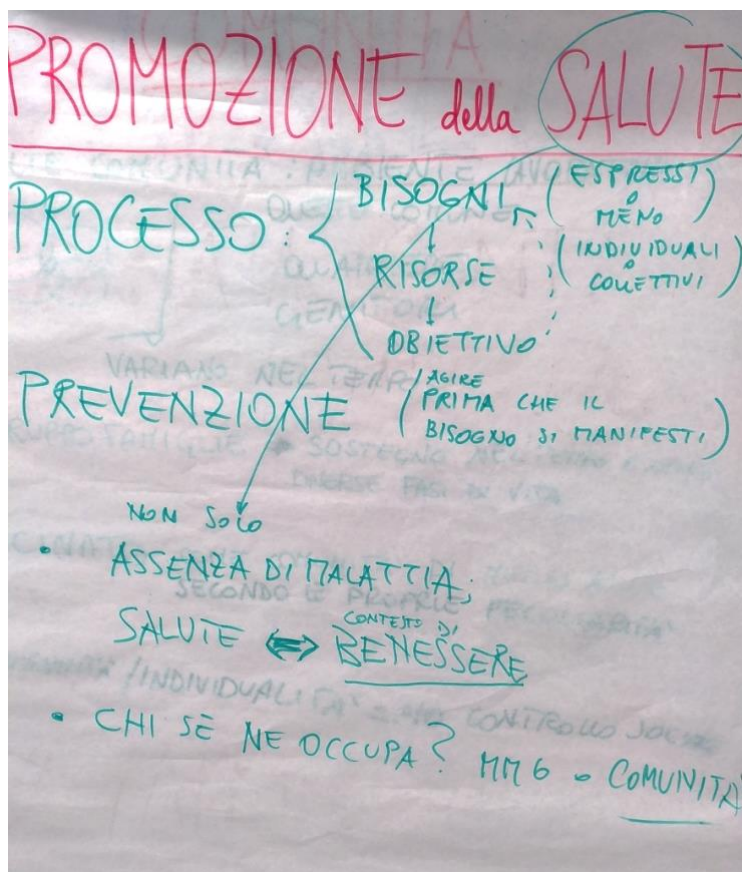 PROMOZIONE della SALUTE
PROCESSO :
BISOGNI (ESPRESSI O MENO)
(INDIVIDUALI O COLLETTIVI)
RISORSE
OBIETTIVO
PREVENZIONE (AGIRE
PRIMA CHE IL
BISOGNO SI MANIFESTI)
NON SOLO
• ASSENZA DI MALATTIA;
SALUTE ⇔ CONTESTO DI BENESSERE
• CHI SE NE OCCUPA? MMG o COMUNITÀ